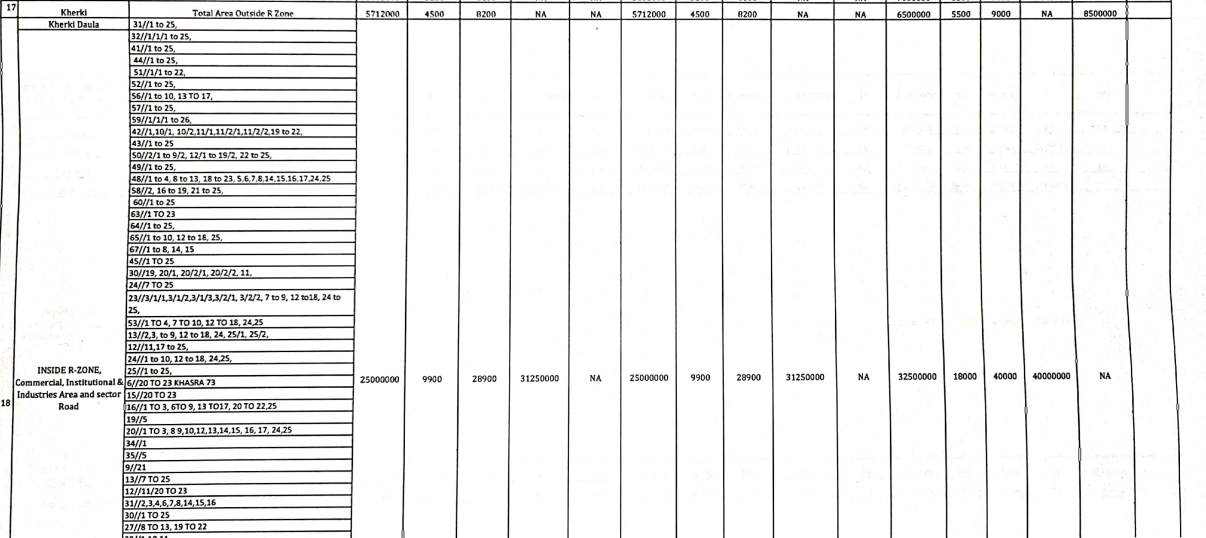 17 Kherki Total Area Outside R Zone 5712000 4500 8200 NA NA 5712000 4500 8200 NA NA 6500000 5500 9000 NA 8500000
Kherki Daula 31//1 to 25,
32//1/1/1 to 25,
41//1 to 25,
44//1 to 25,
51//1/1 to 22,
52//1 to 25,
56//1 to 10, 13 TO 17,
57//1 to 25,
59//1/1/1 to 26,
42//1,10/1, 10/2,11/1,11/2/1,11/2/2,19 to 22,
43//1 to 25
50//2/1 to 9/2, 12/1 to 19/2, 22 to 25,
49//1 to 25,
48//1 to 4, 8 to 13, 18 to 23, 5.6,7,8,14,15,16,17,24,25
58//2, 16 to 19, 21 to 25,
60//1 to 25
63//1 TO 23
64//1 to 25,
65//1 to 10, 12 to 18, 25,
67//1 to 8, 14, 15
45//1 TO 25
30//19, 20/1, 20/2/1, 20/2/2, 11,
24//7 TO 25
23//3/1/1,3/1/2,3/1/3,3/2/1, 3/2/2, 7 to 9, 12 to18, 24 to
25,
53//1 TO 4, 7 TO 10, 12 TO 18, 24,25
13//2,3, to 9, 12 to 18, 24, 25/1, 25/2,
12//11,17 to 25,
24//1 to 10, 12 to 18, 24,25,
25//1 to 25,
18 INSIDE R-ZONE,
Commercial, Institutional &
Industries Area and sector
Road
6//20 TO 23 KHASRA 73 25000000 9900 28900 31250000 NA 25000000 9900 28900 31250000 NA 32500000 18000 40000 40000000 NA
15//20 TO 23
16//1 TO 3, 6TO 9, 13 TO17, 20 TO 22,25
19//5
20//1 TO 3, 8 9,10,12,13,14,15, 16, 17, 24,25
34//1
35//5
9//21
13//7 TO 25
12//11/20 TO 23
31//2,3,4,6,7,8,14,15,16
30//1 TO 25
27//8 TO 13, 19 TO 22